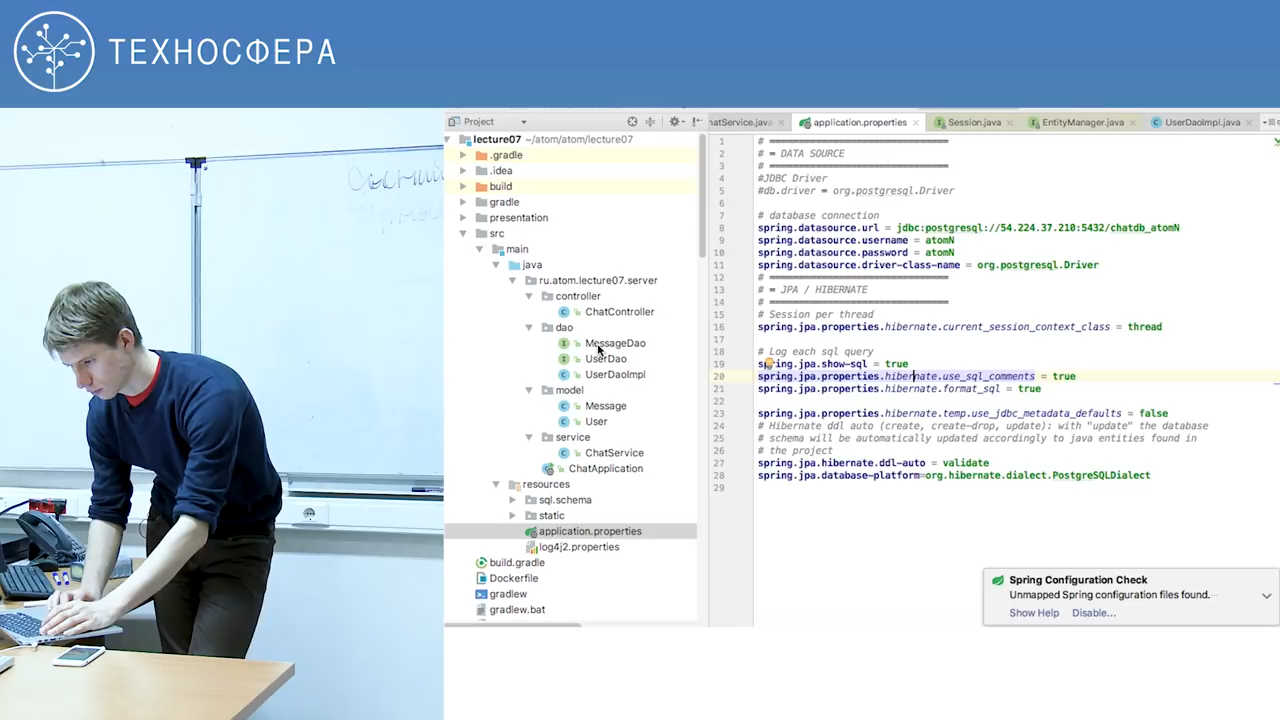 ТЕХНОСФЕРА
Project
lecture07 ~/atom/atom/lecture07
.gradle
.idea
build
gradle
presentation
src
main
java
ru.atom.lecture07.server
controller
ChatController
dao
MessageDao
UserDao
UserDaoImpl
model
Message
User
service
ChatService
ChatApplication
resources
sql.schema
static
application.properties
log4j2.properties
build.gradle
Dockerfile
gradlew
gradlew.bat
hatService.java application.properties Session.java EntityManager.java UserDaoImpl.java
1 # ==============================
2 # = DATA SOURCE
3 # ==============================
4 #JDBC Driver
5 #db.driver = org.postgresql.Driver
6
7 # database connection
8 spring.datasource.url = jdbc:postgresql://54.224.37.210:5432/chatdb_atomN
9 spring.datasource.username = atomN
10 spring.datasource.password = atomN
11 spring.datasource.driver-class-name = org.postgresql.Driver
12 # ==============================
13 # = JPA / HIBERNATE
14 # ==============================
15 # Session per thread
16 spring.jpa.properties.hibernate.current_session_context_class = thread
17
18 # Log each sql query
19 spring.jpa.show-sql = true
20 spring.jpa.properties.hibernate.use_sql_comments = true
21 spring.jpa.properties.hibernate.format_sql = true
22
23 spring.jpa.properties.hibernate.temp.use_jdbc_metadata_defaults = false
24 # Hibernate ddl auto (create, create-drop, update): with "update" the database
25 # schema will be automatically updated accordingly to java entities found in
26 # the project
27 spring.jpa.hibernate.ddl-auto = validate
28 spring.jpa.database-platform=org.hibernate.dialect.PostgreSQLDialect
29
Spring Configuration Check
Unmapped Spring configuration files found.
Show Help Disable...